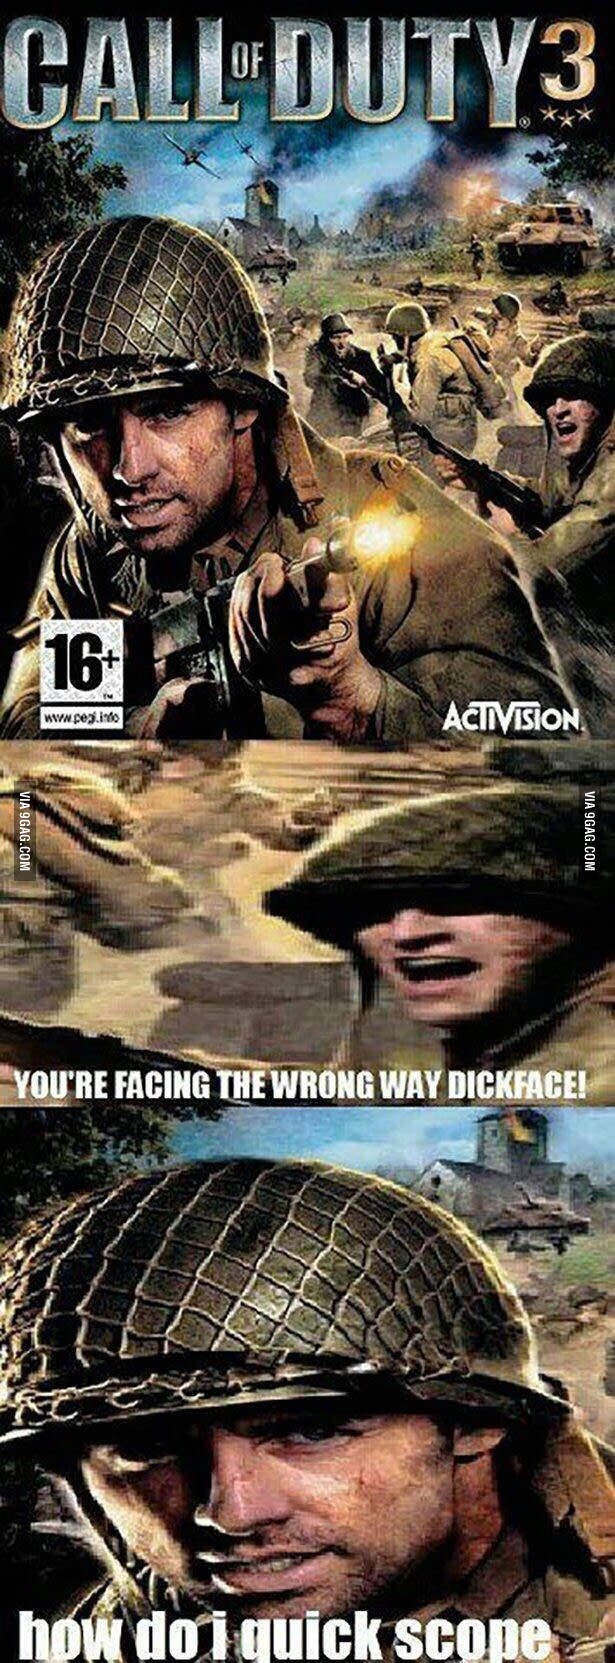 CALL OF DUTY 3
16+
www.pegi.info
ACTIVISION
VIA 9GAG.COM
VIA 9GAG.COM
YOU'RE FACING THE WRONG WAY DICKFACE!
how do i quick scope